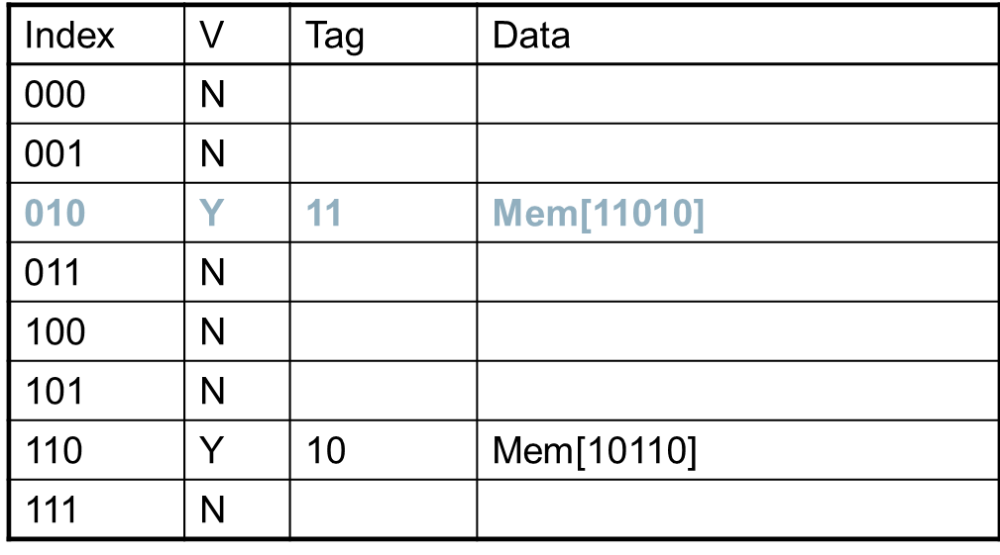 Index V Tag Data
000 N
001 N
010 Y 11 Mem[11010]
011 N
100 N
101 N
110 Y 10 Mem[10110]
111 N